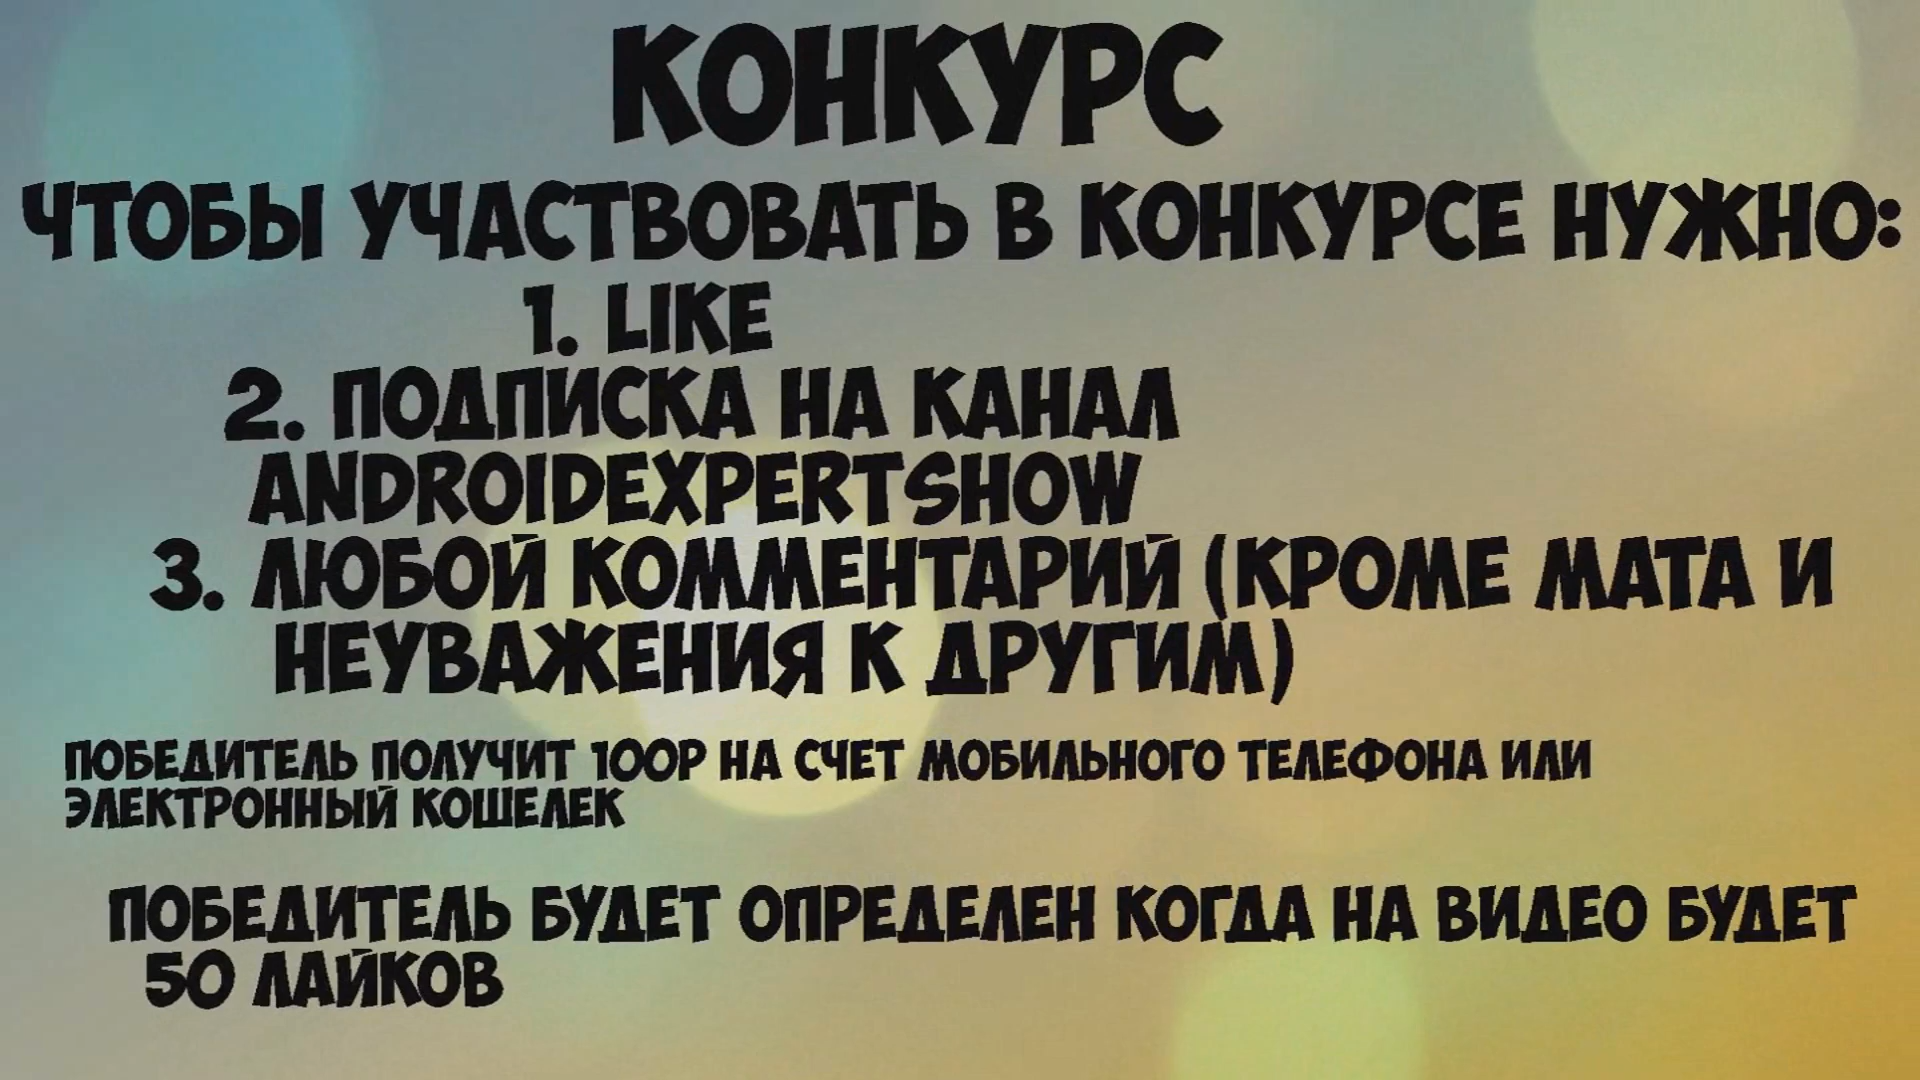 КОНКУРС
ЧТОБЫ УЧАСТВОВАТЬ В КОНКУРСЕ НУЖНО:
1. LIKE
2. ПОДПИСКА НА КАНАЛ
ANDROIDEXPERTSHOW
3. ЛЮБОЙ КОММЕНТАРИЙ (КРОМЕ МАТА И
НЕУВАЖЕНИЯ К ДРУГИМ)
ПОБЕДИТЕЛЬ ПОЛУЧИТ 100Р НА СЧЕТ МОБИЛЬНОГО ТЕЛЕФОНА ИЛИ
ЭЛЕКТРОННЫЙ КОШЕЛЕК
ПОБЕДИТЕЛЬ БУДЕТ ОПРЕДЕЛЕН КОГДА НА ВИДЕО БУДЕТ
50 ЛАЙКОВ